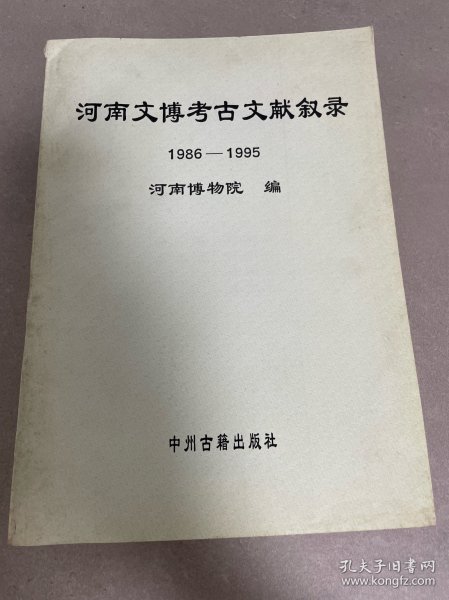 河南文博考古文献叙录
1986—1995
河南博物院 编
中州古籍出版社
孔夫子旧书网
www.kongfz.com